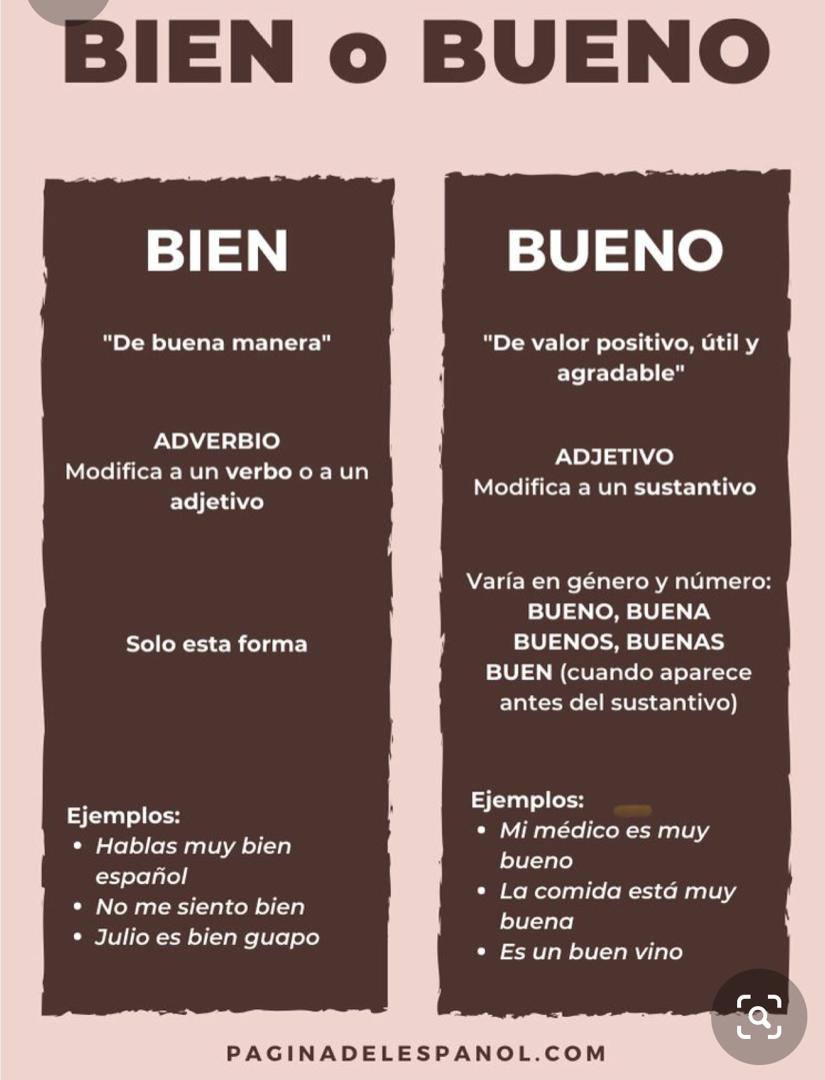 BIEN o BUENO
BIEN
"De buena manera"
ADVERBIO
Modifica a un verbo o a un
adjetivo
Solo esta forma
Ejemplos:
• Hablas muy bien
español
• No me siento bien
• Julio es bien guapo
BUENO
"De valor positivo, útil y
agradable"
ADJETIVO
Modifica a un sustantivo
Varía en género y número:
BUENO, BUENA
BUENOS, BUENAS
BUEN (cuando aparece
antes del sustantivo)
Ejemplos:
• Mi médico es muy
bueno
• La comida está muy
buena
• Es un buen vino
PAGINADELESPANOL.COM